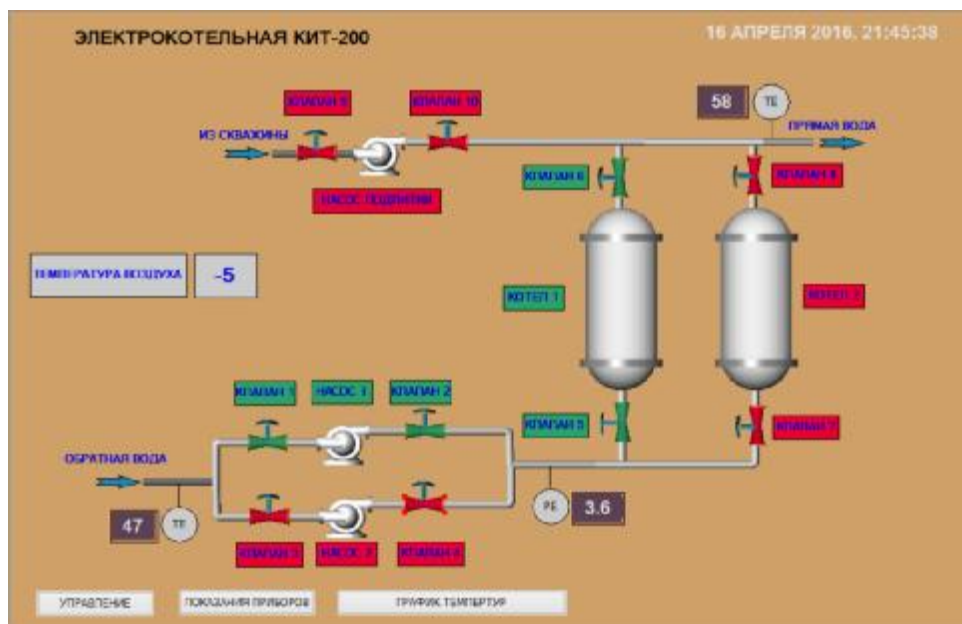 ЭЛЕКТРОКОТЕЛЬНАЯ КИТ-200
16 АПРЕЛЯ 2016, 21:45:38
КЛАПАН 9
КЛАПАН 10
58
TE
ИЗ СКВАЖИНЫ
ПРЯМАЯ ВОДА
КЛАПАН 6
КЛАПАН 8
НАСОС ПОДПИТКИ
ТЕМПЕРАТУРА ВОЗДУХА
-5
КОТЕЛ 1
КОТЕЛ 2
КЛАПАН 1
НАСОС 1
КЛАПАН 2
КЛАПАН 5
КЛАПАН 7
ОБРАТНАЯ ВОДА
47
TE
PE
3.6
КЛАПАН 3
НАСОС 2
КЛАПАН 4
УПРАВЛЕНИЕ
ПОКАЗАНИЯ ПРИБОРОВ
ГРАФИК ТЕМПЕРТУР